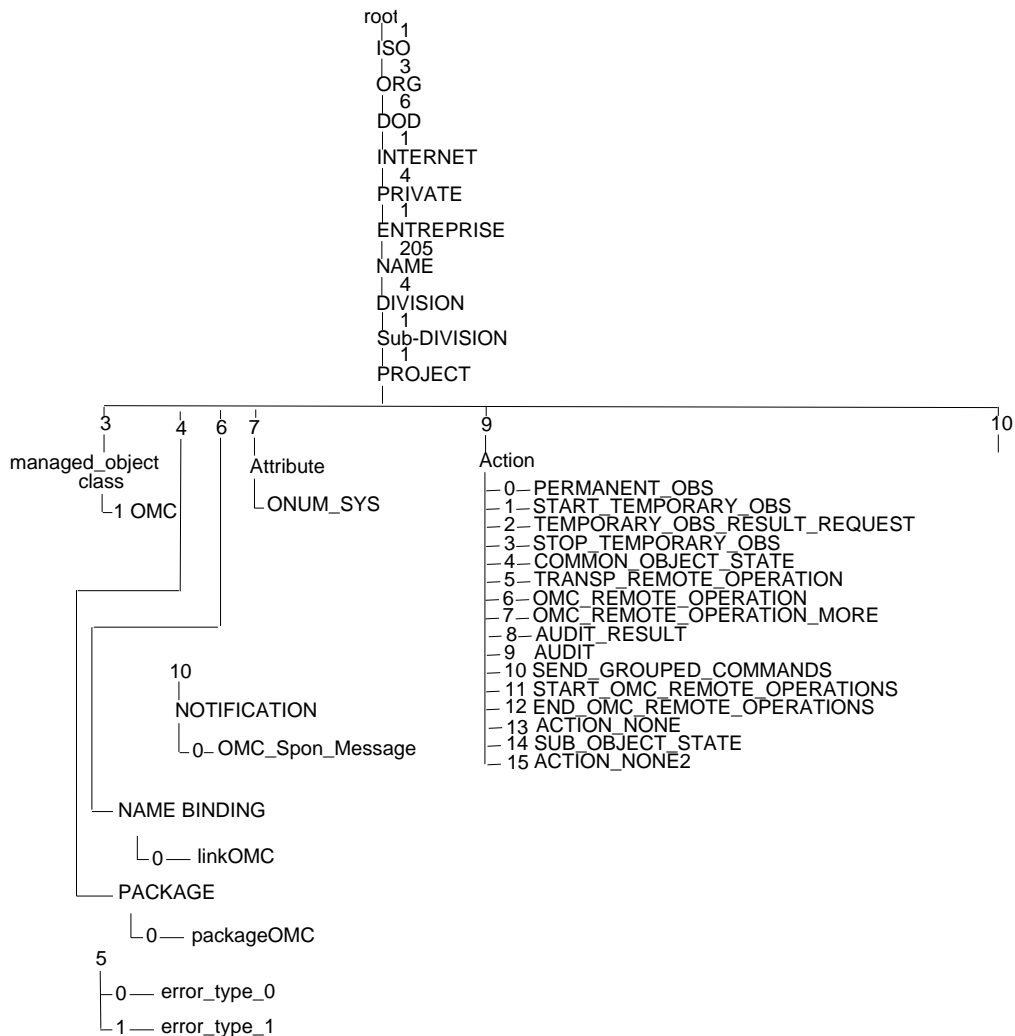 root
1
ISO
3
ORG
6
DOD
1
INTERNET
4
PRIVATE
1
ENTREPRISE
205
NAME
4
DIVISION
1
Sub-DIVISION
1
PROJECT
3 4 6 7 9 10
managed_object
class
1 OMC
Attribute
ONUM_SYS
Action
0 PERMANENT_OBS
1 START_TEMPORARY_OBS
2 TEMPORARY_OBS_RESULT_REQUEST
3 STOP_TEMPORARY_OBS
4 COMMON_OBJECT_STATE
5 TRANSP_REMOTE_OPERATION
6 OMC_REMOTE_OPERATION
7 OMC_REMOTE_OPERATION_MORE
8 AUDIT_RESULT
9 AUDIT
10 SEND_GROUPED_COMMANDS
11 START_OMC_REMOTE_OPERATIONS
12 END_OMC_REMOTE_OPERATIONS
13 ACTION_NONE
14 SUB_OBJECT_STATE
15 ACTION_NONE2
10
NOTIFICATION
0 OMC_Spon_Message
NAME BINDING
0 linkOMC
PACKAGE
0 packageOMC
5
0 error_type_0
1 error_type_1